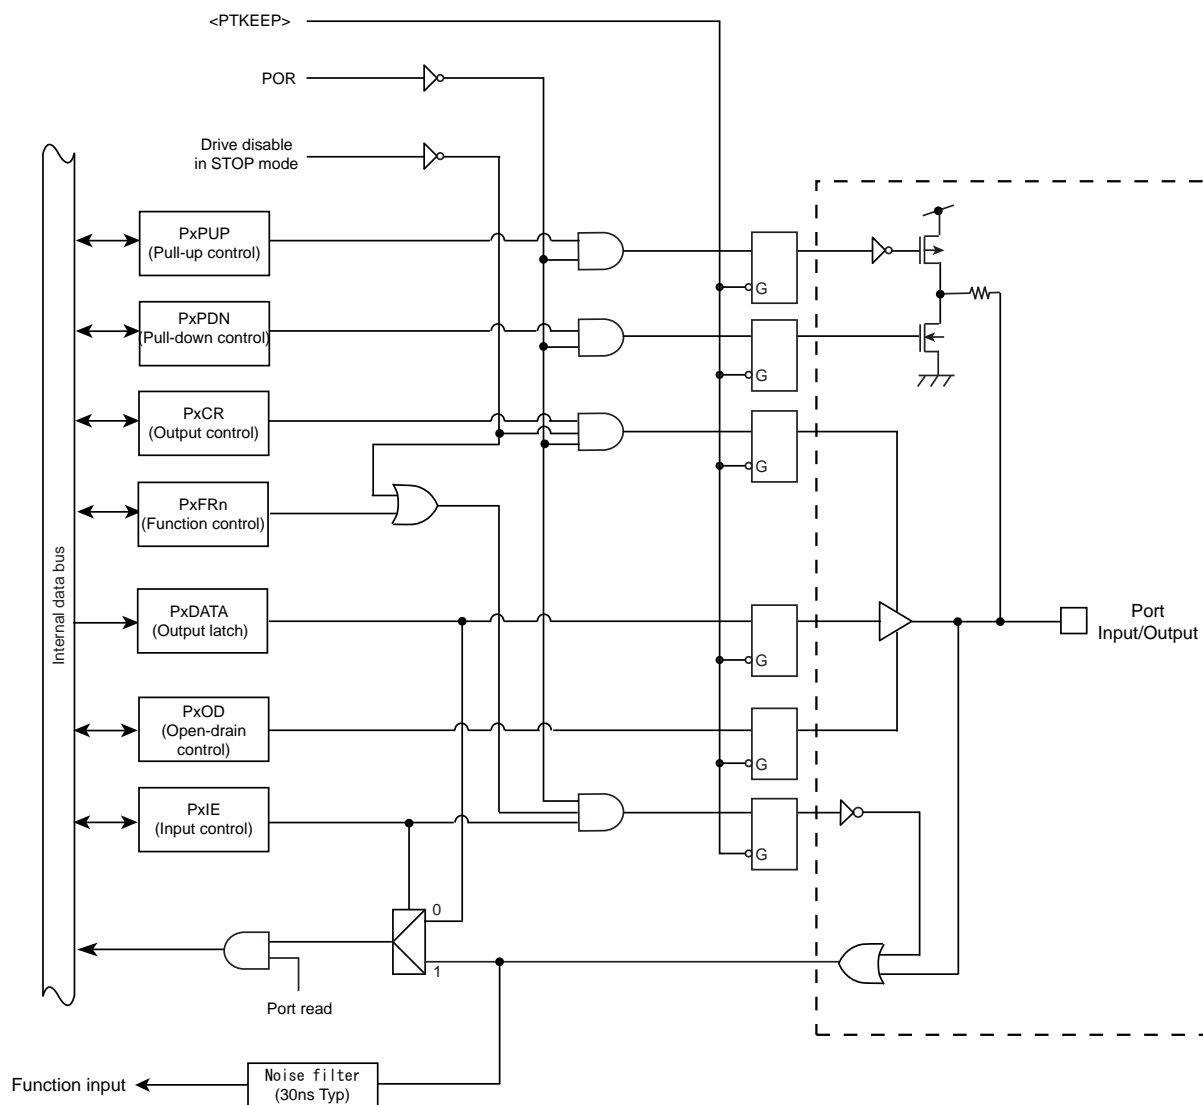 <PTKEEP>
POR
Drive disable
in STOP mode
PxPUP
(Pull-up control)
G
PxPDN
(Pull-down control)
G
PxCR
(Output control)
G
PxFRn
(Function control)
Internal data bus
PxDATA
(Output latch)
G
Port
Input/Output
PxOD
(Open-drain
control)
G
PxIE
(Input control)
G
0
1
Port read
Function input
Noise filter
(30ns Typ)